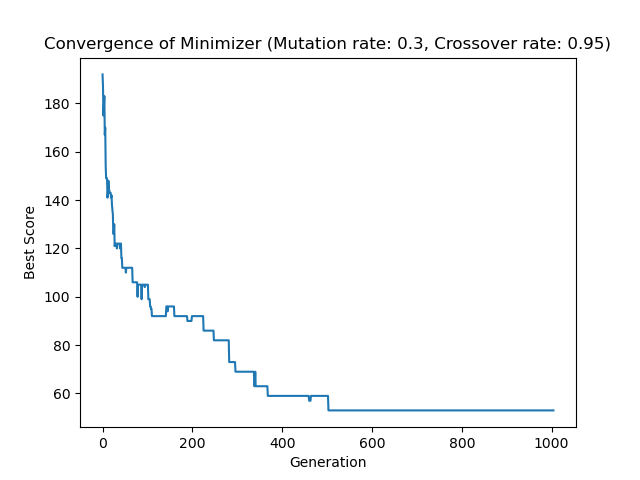 Convergence of Minimizer (Mutation rate: 0.3, Crossover rate: 0.95)
180
160
140
120
100
80
60
Best Score
0 200 400 600 800 1000
Generation